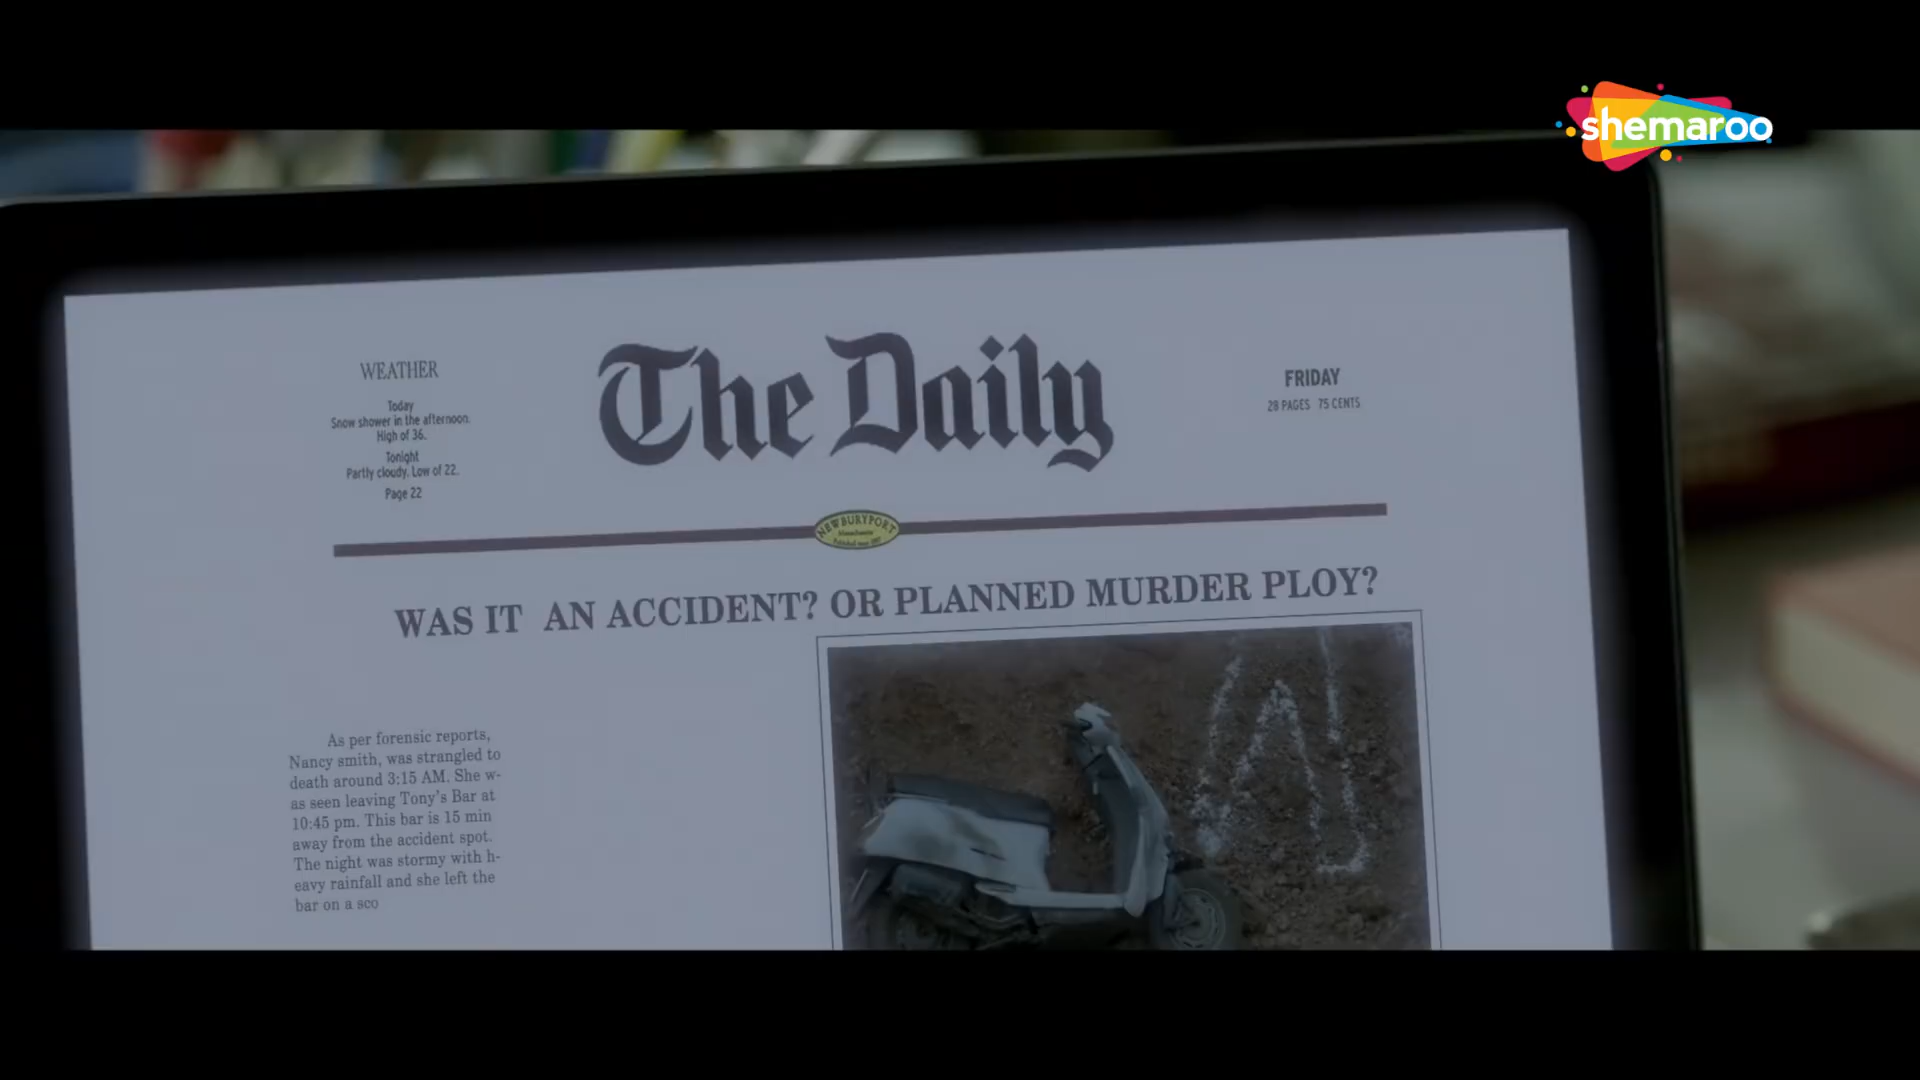 shemaroo
WEATHER
Today
Snow shower in the afternoon.
High of 36.
Tonight
Partly cloudy. Low of 22.
Page 22
The Daily
FRIDAY
28 PAGES 75 CENTS
NEWBURYPORT
Massachusetts
WAS IT AN ACCIDENT? OR PLANNED MURDER PLOY?
As per forensic reports,
Nancy smith, was strangled to
death around 3:15 AM. She w-
as seen leaving Tony's Bar at
10:45 pm. This bar is 15 min
away from the accident spot.
The night was stormy with h-
eavy rainfall and she left the
bar on a sco